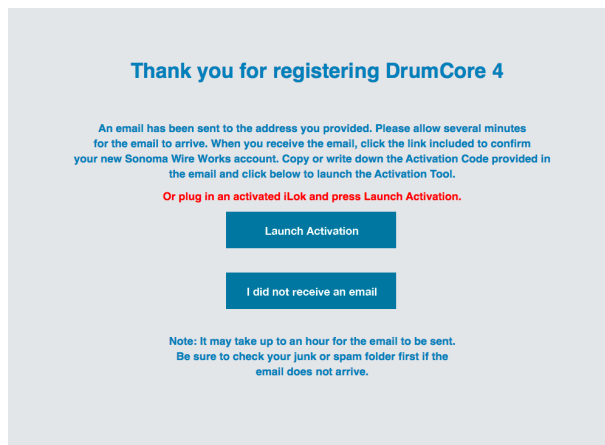 Thank you for registering DrumCore 4
An email has been sent to the address you provided. Please allow several minutes
for the email to arrive. When you receive the email, click the link included to confirm
your new Sonoma Wire Works account. Copy or write down the Activation Code provided in
the email and click below to launch the Activation Tool.
Or plug in an activated iLok and press Launch Activation.
Launch Activation
I did not receive an email
Note: It may take up to an hour for the email to be sent.
Be sure to check your junk or spam folder first if the
email does not arrive.